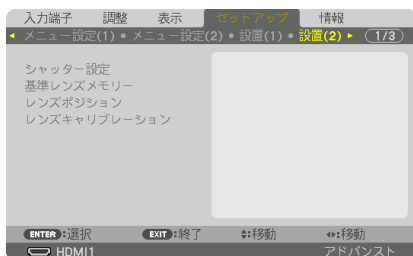 入力端子 調整 表示 セットアップ 情報
◂ メニュー設定(1) • メニュー設定(2) • 設置(1) • 設置(2) ▸ 1/3
シャッター設定
基準レンズメモリー
レンズポジション
レンズキャリブレーション
ENTER:選択 EXIT:終了 ⬍:移動 ⬌:移動
HDMI1 アドバンスト